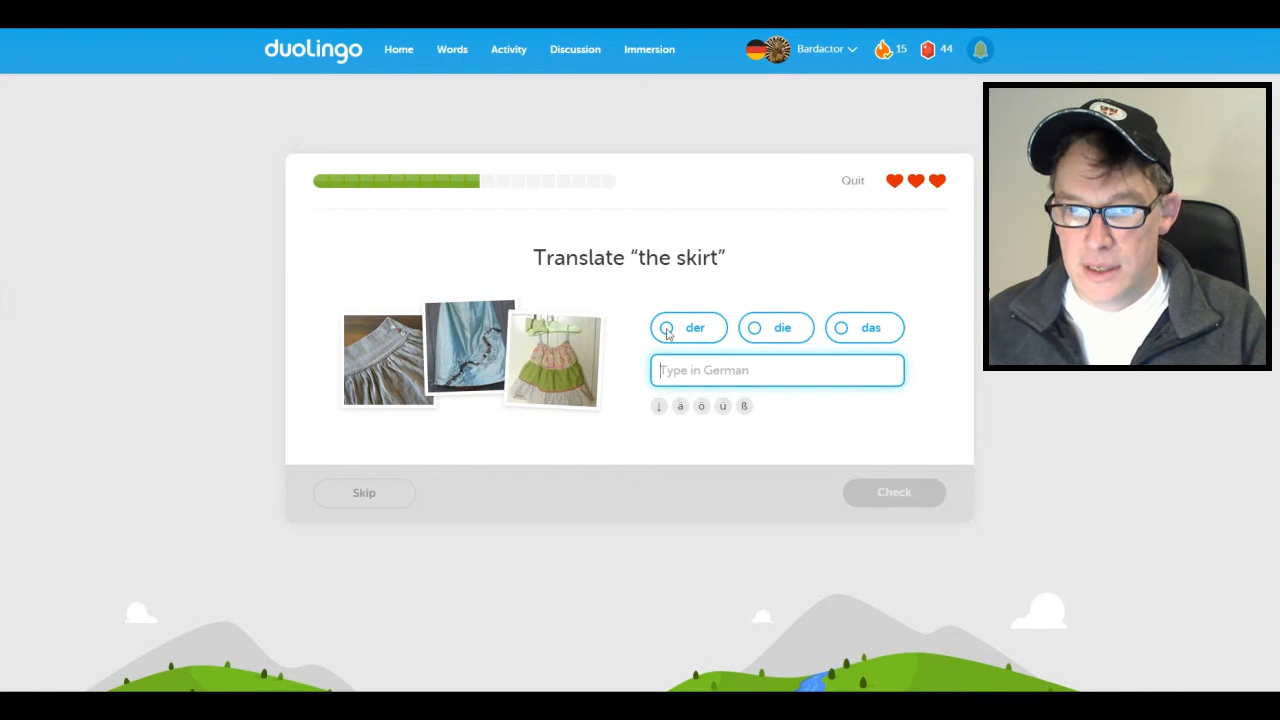 duolingo Home Words Activity Discussion Immersion Bardactor 15 44
Quit
Translate “the skirt”
der die das
Type in German
↓ ä ö ü ß
Skip Check